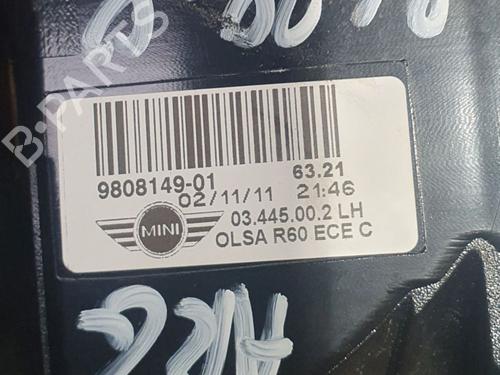 B-PARTS
9808149-01 63.21
02/11/11 21:46
MINI 03.445.00.2 LH
OLSA R60 ECE C